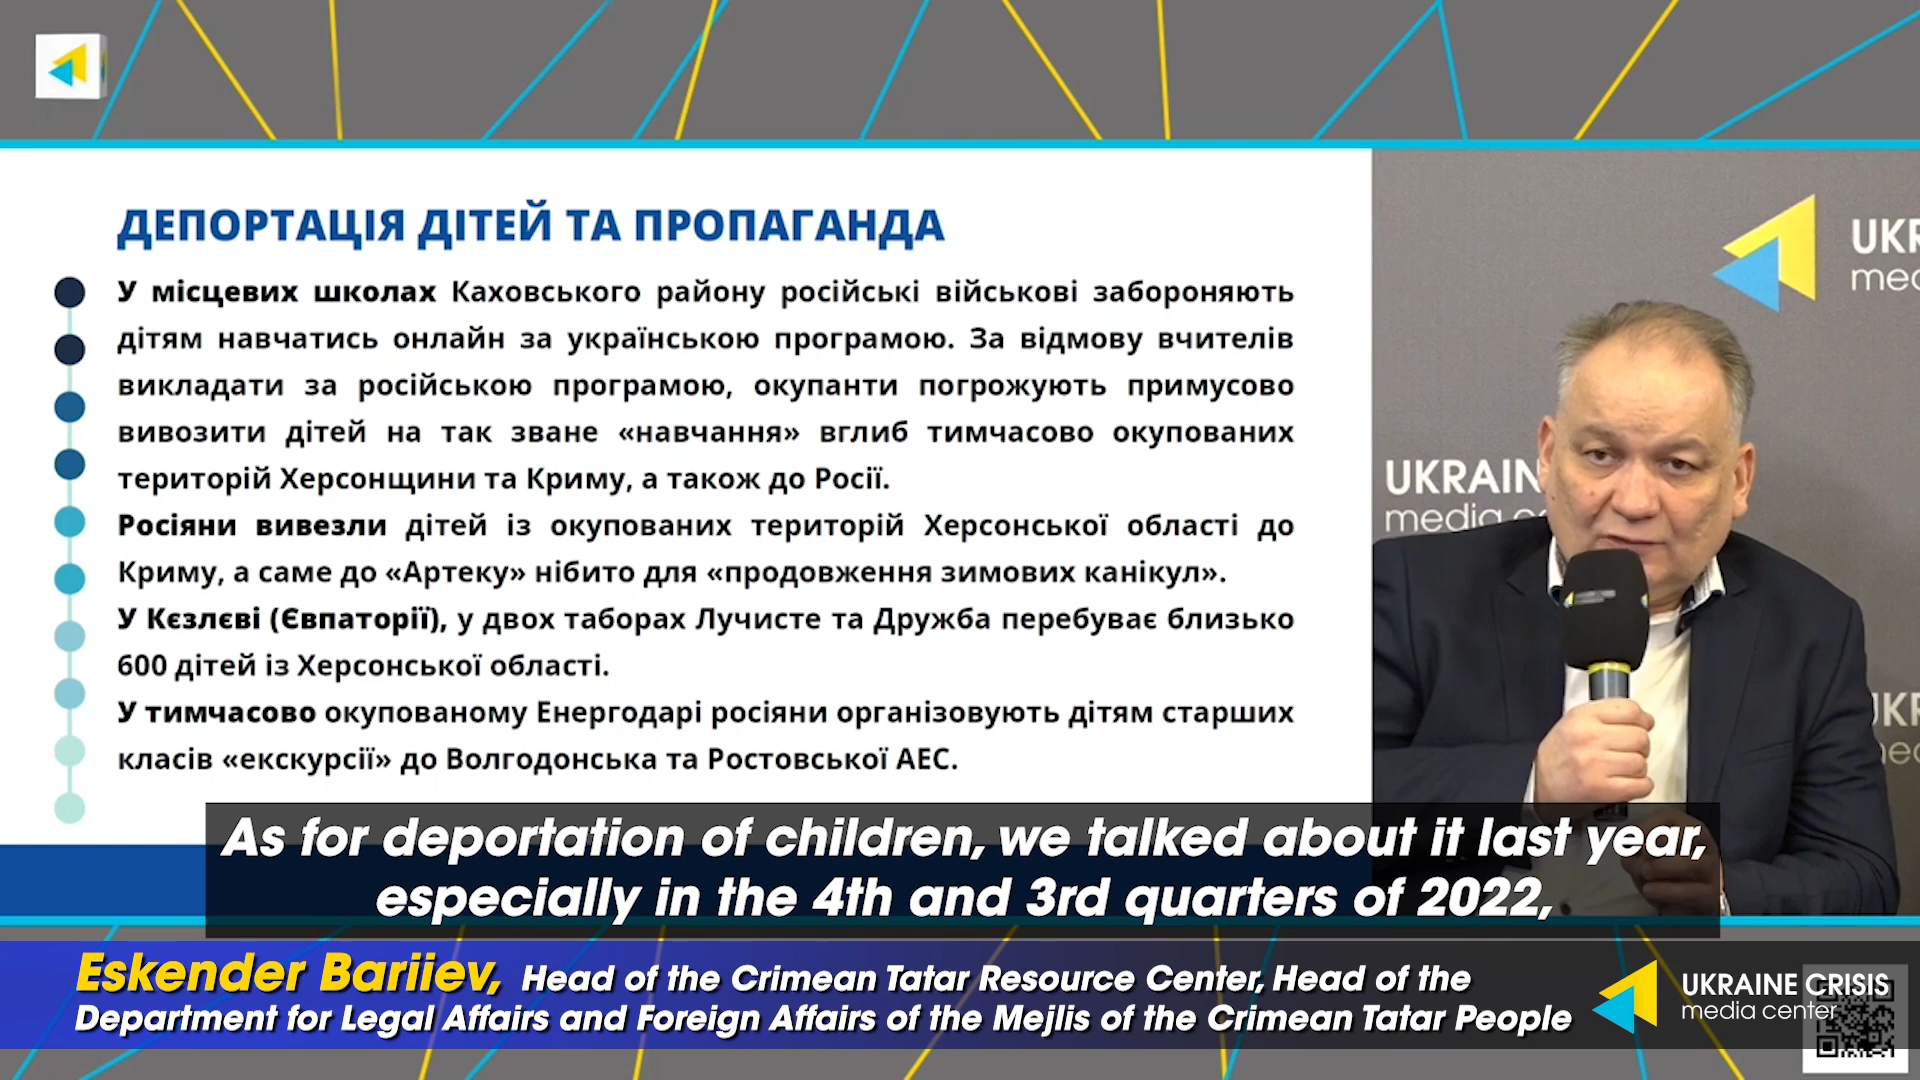 ДЕПОРТАЦІЯ ДІТЕЙ ТА ПРОПАГАНДА
У місцевих школах Каховського району російські військові забороняють
дітям навчатись онлайн за українською програмою. За відмову вчителів
викладати за російською програмою, окупанти погрожують примусово
вивозити дітей на так зване «навчання» вглиб тимчасово окупованих
територій Херсонщини та Криму, а також до Росії.
Росіяни вивезли дітей із окупованих територій Херсонської області до
Криму, а саме до «Артеку» нібито для «продовження зимових канікул».
У Кєзлєві (Євпаторії), у двох таборах Лучисте та Дружба перебуває близько
600 дітей із Херсонської області.
У тимчасово окупованому Енергодарі росіяни організовують дітям старших
класів «екскурсії» до Волгодонська та Ростовської АЕС.
UKR
med
UKRAIN
media
As for deportation of children, we talked about it last year,
especially in the 4th and 3rd quarters of 2022,
Eskender Bariiev, Head of the Crimean Tatar Resource Center, Head of the
Department for Legal Affairs and Foreign Affairs of the Mejlis of the Crimean Tatar People
UKRAINE CRISIS
media center